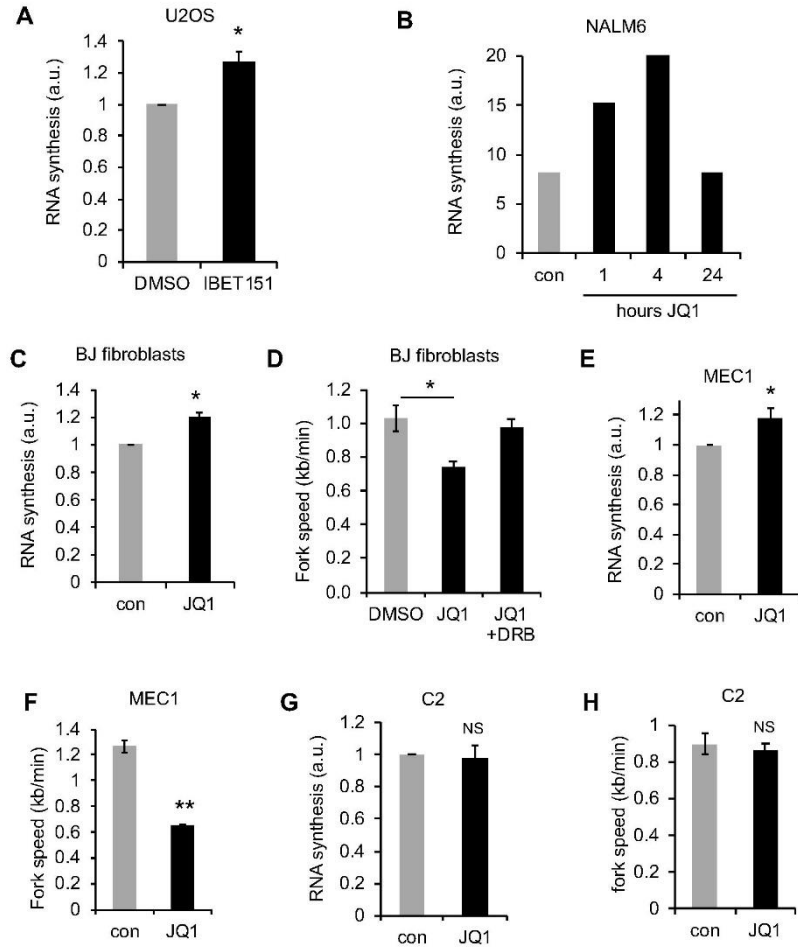 A
U2OS
RNA synthesis (a.u.)
1.4
1.2
1
0.8
0.6
0.4
0.2
0
*
DMSO IBET151
B
NALM6
RNA synthesis (a.u.)
20
15
10
5
0
con 1 4 24
hours JQ1
C
BJ fibroblasts
RNA synthesis (a.u.)
1.4
1.2
1
0.8
0.6
0.4
0.2
0
*
con JQ1
D
BJ fibroblasts
Fork speed (kb/min)
1.2
1.0
0.8
0.6
0.4
0.2
0.0
*
DMSO JQ1 JQ1
+DRB
E
MEC1
RNA synthesis (a.u.)
1.2
1
0.8
0.6
0.4
0.2
0
*
con JQ1
F
MEC1
Fork speed (kb/min)
1.4
1.2
1
0.8
0.6
0.4
0.2
0
**
con JQ1
G
C2
RNA synthesis (a.u.)
1.2
1
0.8
0.6
0.4
0.2
0
NS
con JQ1
H
C2
fork speed (kb/min)
1
0.8
0.6
0.4
0.2
0
NS
con JQ1